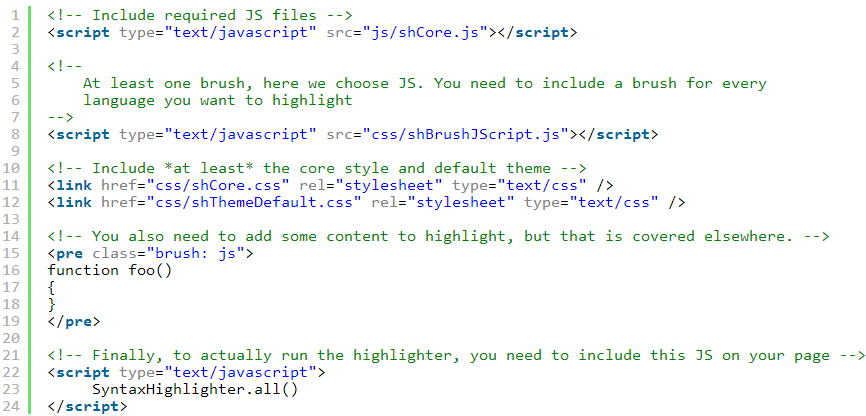 1 <!-- Include required JS files -->
2 <script type="text/javascript" src="js/shCore.js"></script>
3
4 <!--
5     At least one brush, here we choose JS. You need to include a brush for every
6     language you want to highlight
7 -->
8 <script type="text/javascript" src="css/shBrushJScript.js"></script>
9
10 <!-- Include *at least* the core style and default theme -->
11 <link href="css/shCore.css" rel="stylesheet" type="text/css" />
12 <link href="css/shThemeDefault.css" rel="stylesheet" type="text/css" />
13
14 <!-- You also need to add some content to highlight, but that is covered elsewhere. -->
15 <pre class="brush: js">
16 function foo()
17 {
18 }
19 </pre>
20
21 <!-- Finally, to actually run the highlighter, you need to include this JS on your page -->
22 <script type="text/javascript">
23      SyntaxHighlighter.all()
24 </script>